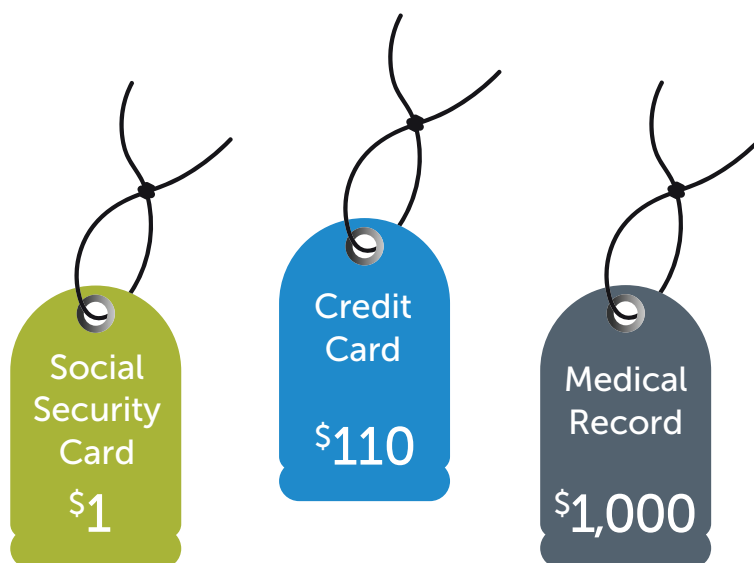 Social
Security
Card
$1
Credit
Card
$110
Medical
Record
$1,000